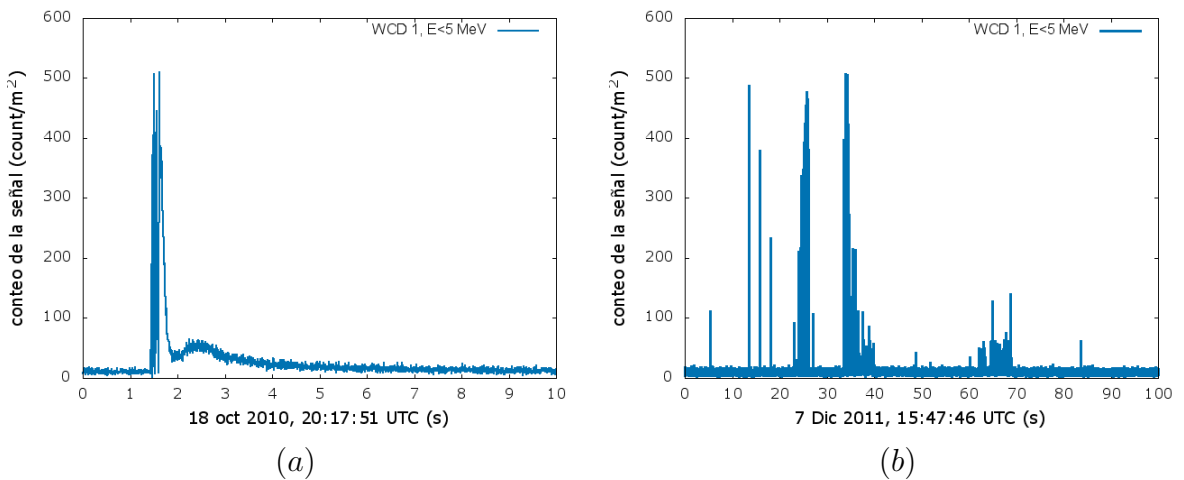 WCD 1, E<5 MeV
conteo de la señal (count/m²)
600
500
400
300
200
100
0
0 1 2 3 4 5 6 7 8 9 10
18 oct 2010, 20:17:51 UTC (s)
(a)
WCD 1, E<5 MeV
conteo de la señal (count/m²)
600
500
400
300
200
100
0
0 10 20 30 40 50 60 70 80 90 100
7 Dic 2011, 15:47:46 UTC (s)
(b)